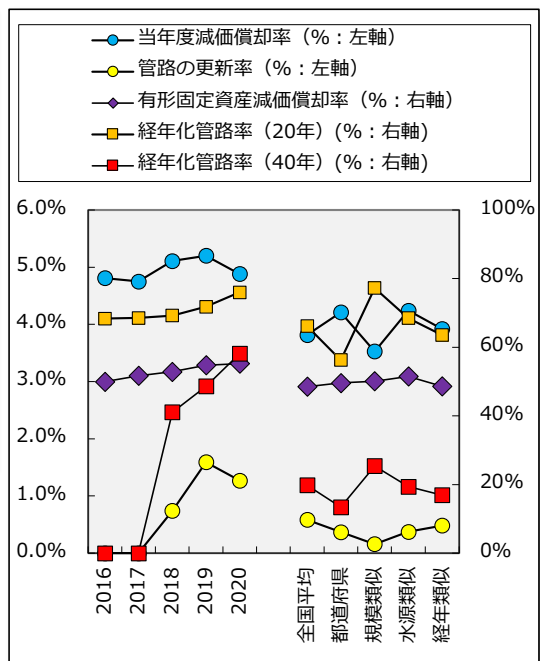 当年度減価償却率（%：左軸）
管路の更新率（%：左軸）
有形固定資産減価償却率（%：右軸）
経年化管路率（20年）(%：右軸)
経年化管路率（40年）(%：右軸)
6.0%
5.0%
4.0%
3.0%
2.0%
1.0%
0.0%
100%
80%
60%
40%
20%
0%
2016
2017
2018
2019
2020
全国平均
都道府県
規模類似
水源類似
経年類似